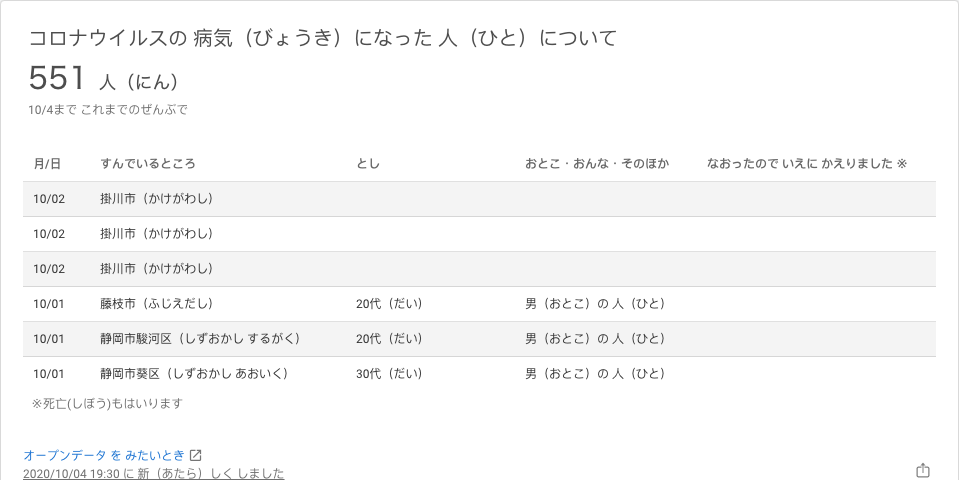 コロナウイルスの 病気（びょうき）になった 人（ひと）について
551 人（にん）
10/4まで これまでのぜんぶで
月/日 すんでいるところ とし おとこ・おんな・そのほか なおったので いえに かえりました ※
10/02 掛川市（かけがわし）
10/02 掛川市（かけがわし）
10/02 掛川市（かけがわし）
10/01 藤枝市（ふじえだし） 20代（だい） 男（おとこ）の 人（ひと）
10/01 静岡市駿河区（しずおかし するがく） 20代（だい） 男（おとこ）の 人（ひと）
10/01 静岡市葵区（しずおかし あおいく） 30代（だい） 男（おとこ）の 人（ひと）
※死亡(しぼう)もはいります
オープンデータ を みたいとき
2020/10/04 19:30 に 新（あたら）しく しました